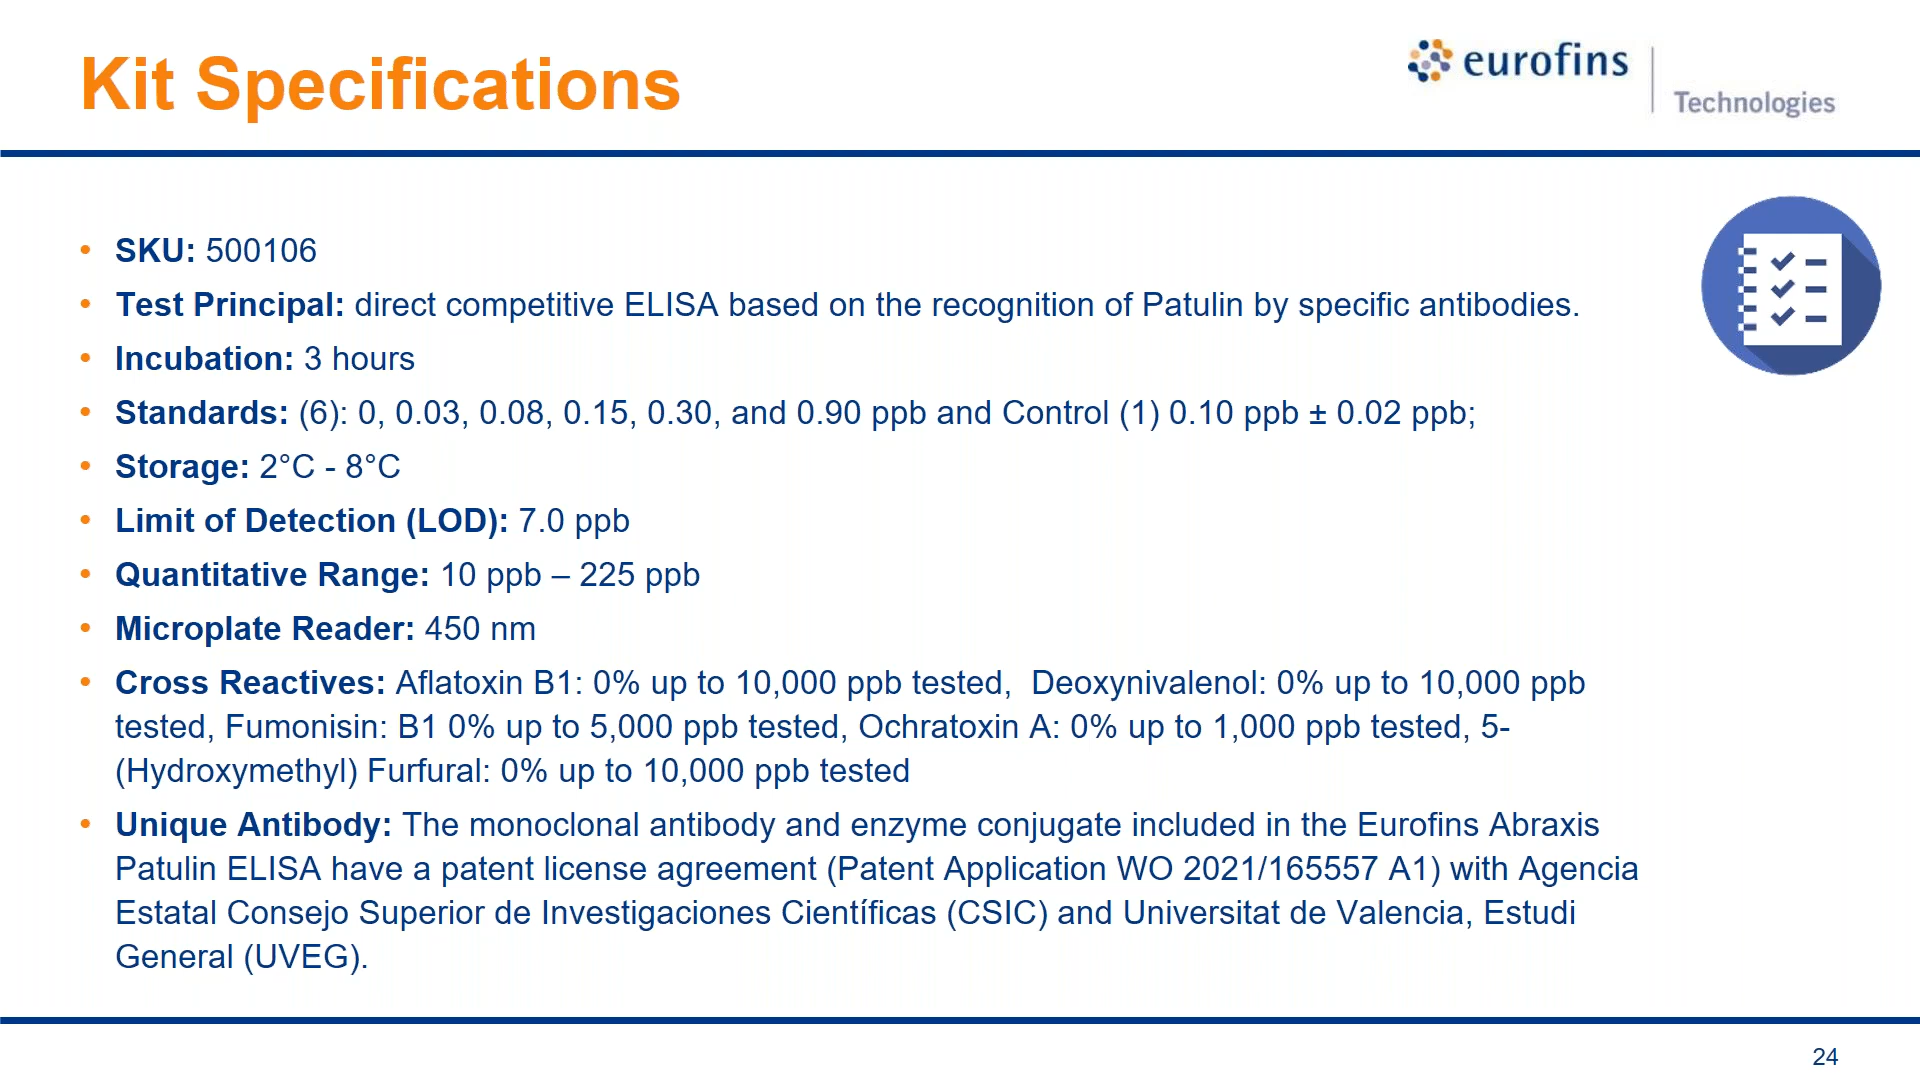 Kit Specifications
eurofins
Technologies
• SKU: 500106
• Test Principal: direct competitive ELISA based on the recognition of Patulin by specific antibodies.
• Incubation: 3 hours
• Standards: (6): 0, 0.03, 0.08, 0.15, 0.30, and 0.90 ppb and Control (1) 0.10 ppb ± 0.02 ppb;
• Storage: 2°C - 8°C
• Limit of Detection (LOD): 7.0 ppb
• Quantitative Range: 10 ppb – 225 ppb
• Microplate Reader: 450 nm
• Cross Reactives: Aflatoxin B1: 0% up to 10,000 ppb tested,  Deoxynivalenol: 0% up to 10,000 ppb
tested, Fumonisin: B1 0% up to 5,000 ppb tested, Ochratoxin A: 0% up to 1,000 ppb tested, 5-
(Hydroxymethyl) Furfural: 0% up to 10,000 ppb tested
• Unique Antibody: The monoclonal antibody and enzyme conjugate included in the Eurofins Abraxis
Patulin ELISA have a patent license agreement (Patent Application WO 2021/165557 A1) with Agencia
Estatal Consejo Superior de Investigaciones Científicas (CSIC) and Universitat de Valencia, Estudi
General (UVEG).
24